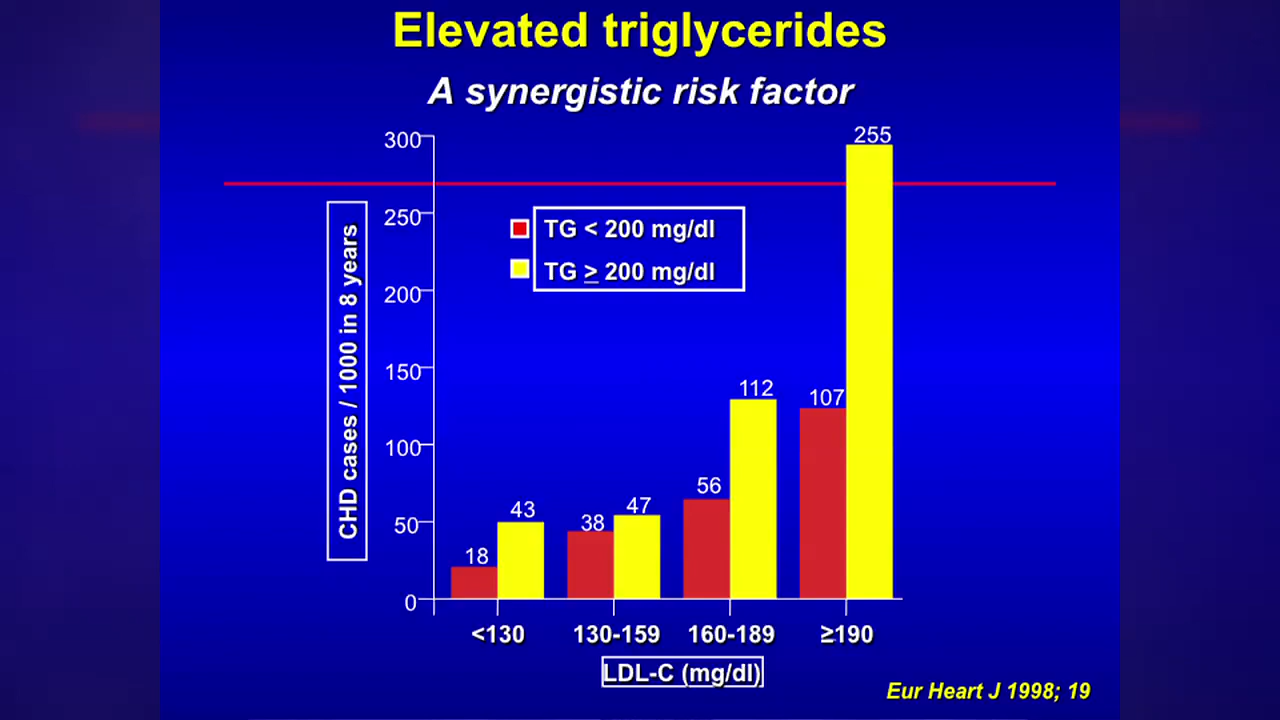 Elevated triglycerides
A synergistic risk factor
CHD cases / 1000 in 8 years
300
250
200
150
100
50
0
TG < 200 mg/dl
TG ≥ 200 mg/dl
18
43
38
47
56
112
107
255
<130
130-159
160-189
≥190
LDL-C (mg/dl)
Eur Heart J 1998; 19